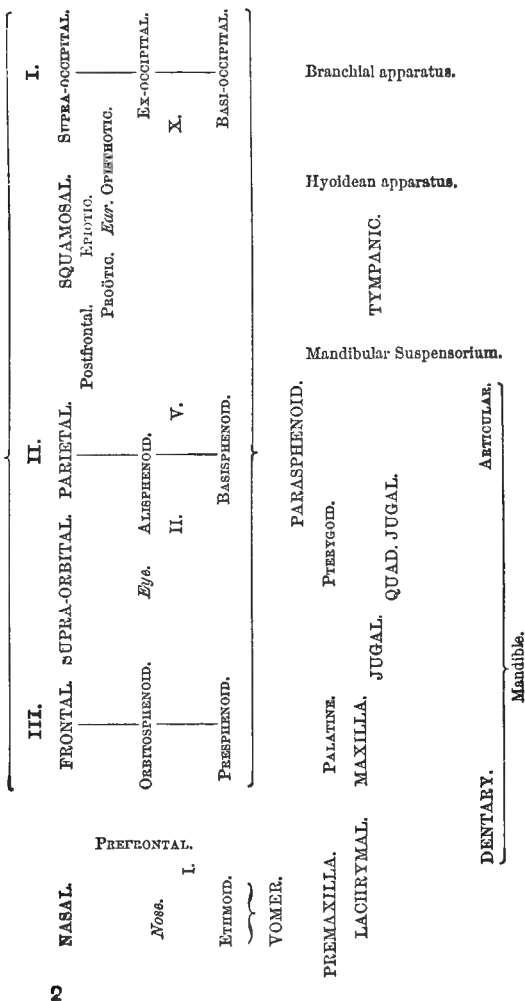 III. II. I.
NASAL. FRONTAL. SUPRA-ORBITAL. PARIETAL. SQUAMOSAL. SUPRA-OCCIPITAL.
Postfrontal. EPIOTIC.
PREFRONTAL. PROÖTIC. Ear. OPISTHOTIC.
Nose. ORBITOSPHENOID. Eye. ALISPHENOID. EX-OCCIPITAL.
I. II. V. X.
ETHMOID. PRESPHENOID. BASISPHENOID. BASI-OCCIPITAL.
VOMER.
PARASPHENOID.
Mandibular Suspensorium.
Hyoidean apparatus.
Branchial apparatus.
PREMAXILLA. PALATINE. PTERYGOID.
LACHRYMAL. MAXILLA.
JUGAL. TYMPANIC.
QUAD. JUGAL.
DENTARY. ARTICULAR.
Mandible.
2